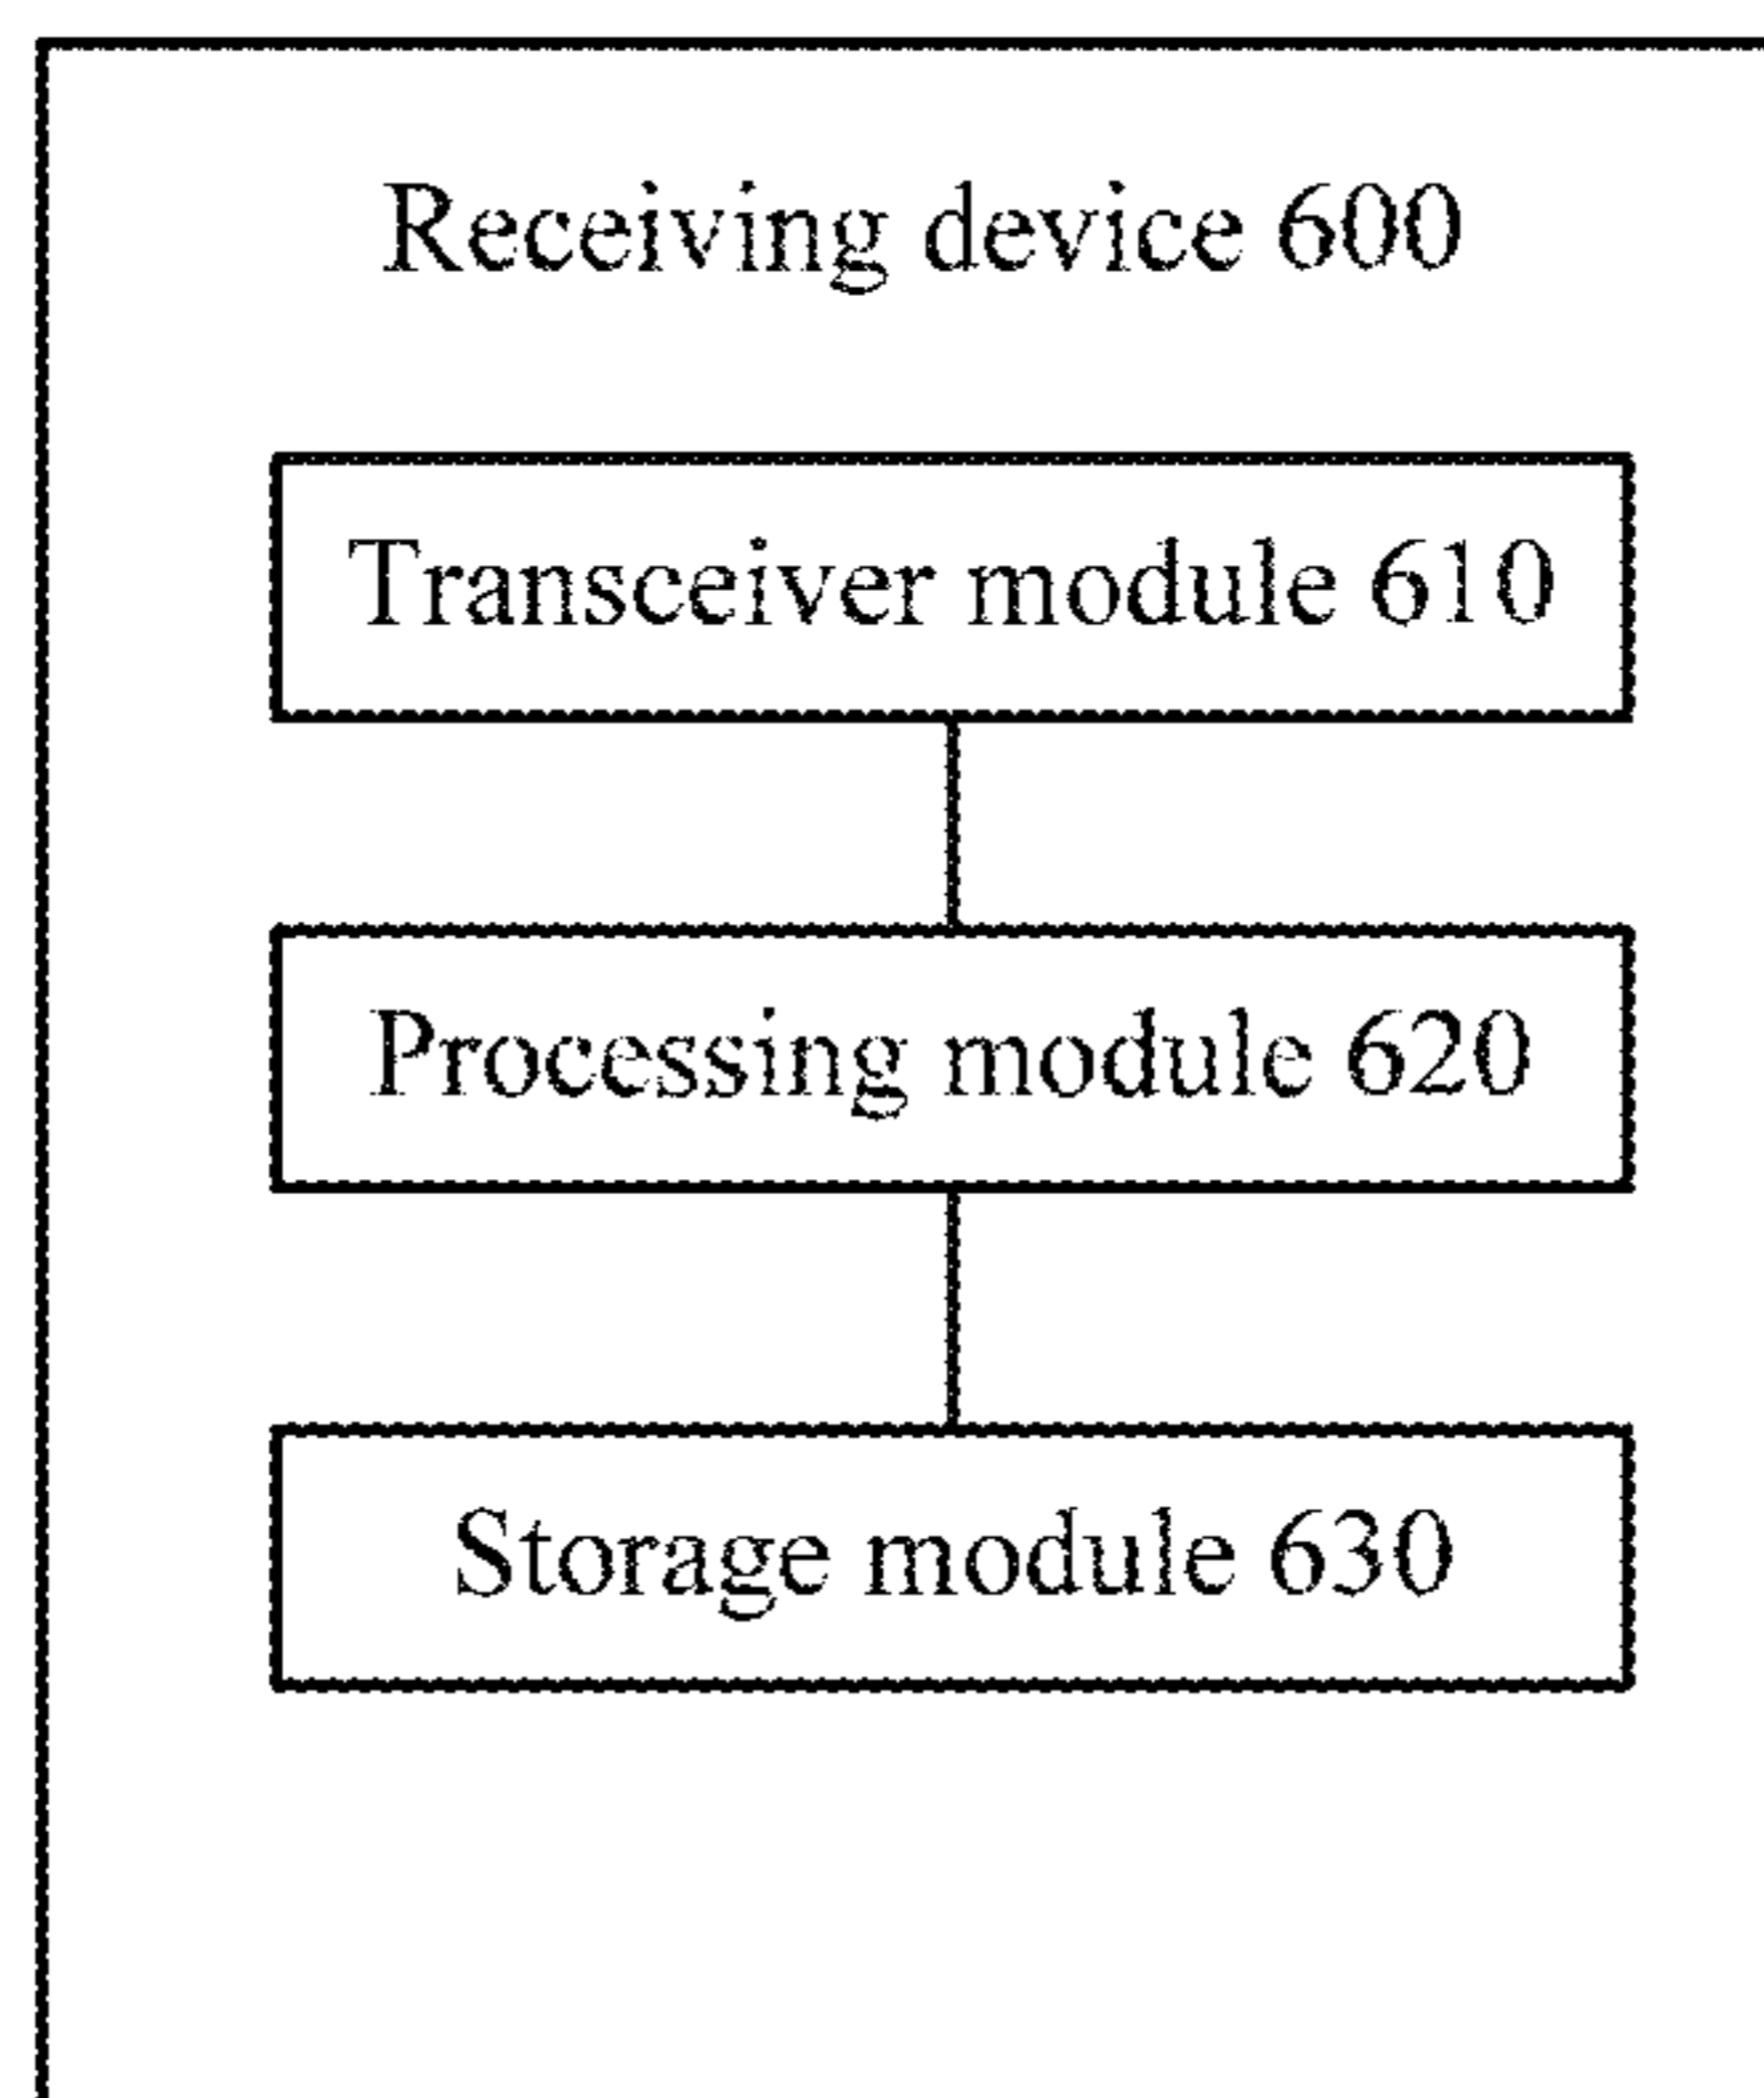 Receiving device 600
Transceiver module 610
Processing module 620
Storage module 630